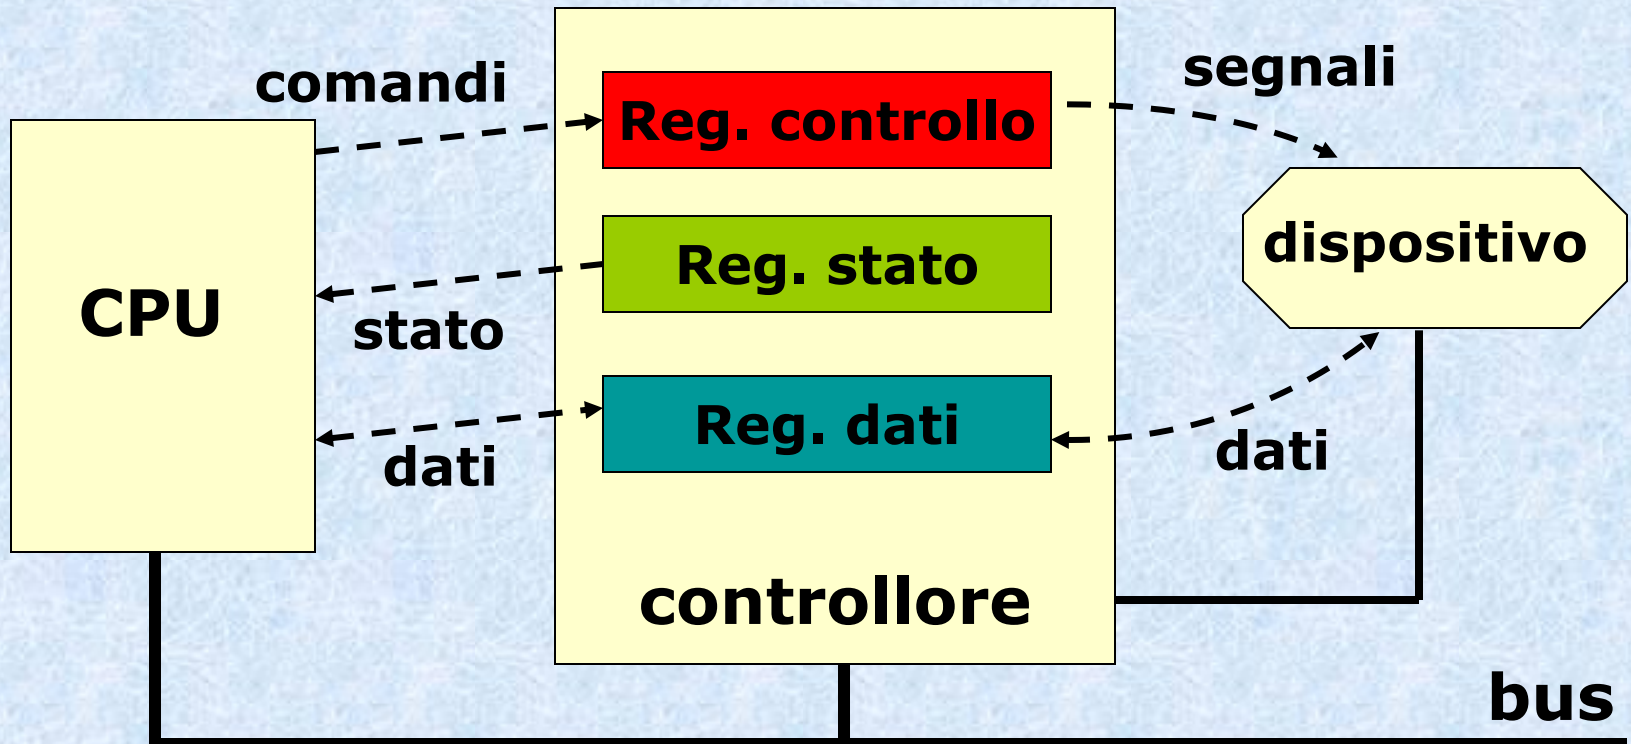 comandi
segnali
Reg. controllo
dispositivo
Reg. stato
CPU
stato
Reg. dati
dati
dati
controllore
bus